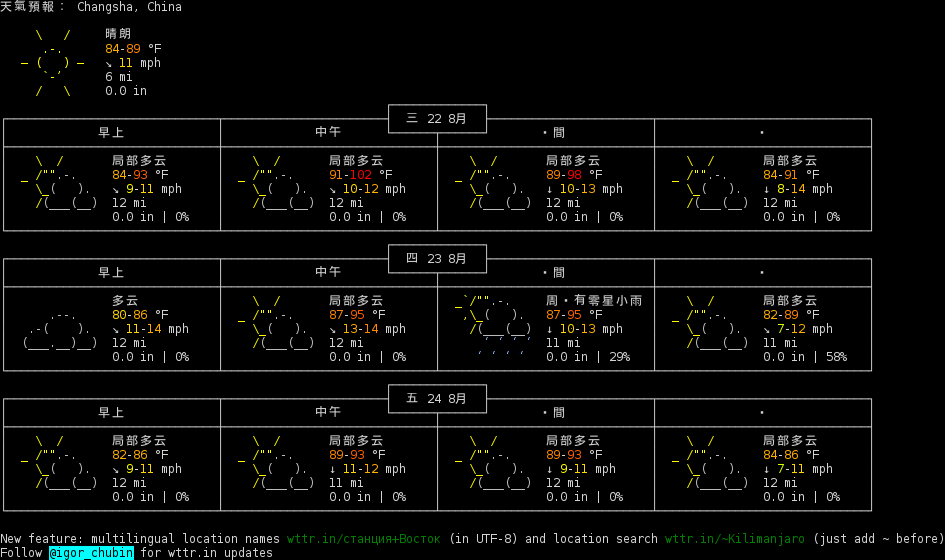 天氣預報： Changsha, China
晴朗
84-89 °F
↘ 11 mph
6 mi
0.0 in
三 22 8月
早上 中午 間
局部多云 局部多云 局部多云 局部多云
84-93 °F 91-102 °F 89-98 °F 84-91 °F
↘ 9-11 mph ↘ 10-12 mph ↓ 10-13 mph ↓ 8-14 mph
12 mi 12 mi 12 mi 12 mi
0.0 in | 0% 0.0 in | 0% 0.0 in | 0% 0.0 in | 0%
四 23 8月
早上 中午 間
多云 局部多云 周・有零星小雨 局部多云
80-86 °F 87-95 °F 87-95 °F 82-89 °F
↘ 11-14 mph ↘ 13-14 mph ↓ 10-13 mph ↘ 7-12 mph
12 mi 12 mi 11 mi 11 mi
0.0 in | 0% 0.0 in | 0% 0.0 in | 29% 0.0 in | 58%
五 24 8月
早上 中午 間
局部多云 局部多云 局部多云 局部多云
82-86 °F 89-93 °F 89-93 °F 84-86 °F
↘ 9-11 mph ↓ 11-12 mph ↓ 9-11 mph ↓ 7-11 mph
12 mi 11 mi 12 mi 12 mi
0.0 in | 0% 0.0 in | 0% 0.0 in | 0% 0.0 in | 0%
New feature: multilingual location names wttr.in/станция+Восток (in UTF-8) and location search wttr.in/~Kilimanjaro (just add ~ before)
Follow @igor_chubin for wttr.in updates